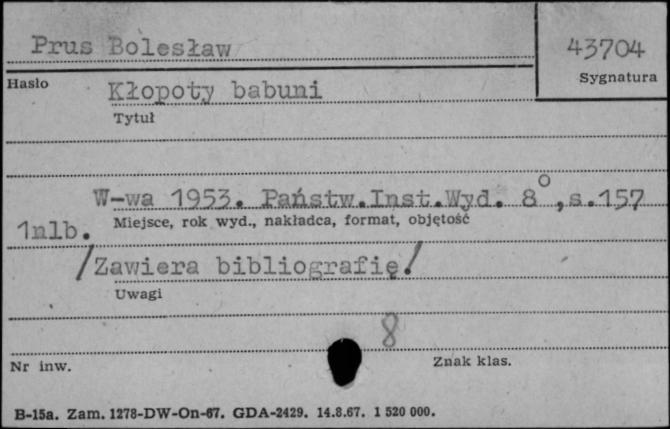 Prus Bolesław
43704
Hasło
Sygnatura
Kłopoty babuni
Tytuł
W-wa 1953. Państw.Inst.Wyd. 8°,s.157
Miejsce, rok wyd., nakładca, format, objętość
1nlb.
/Zawiera bibliografię/
Uwagi
8
Nr inw.
Znak klas.
B-15a. Zam. 1278-DW-On-67. GDA-2429. 14.8.67. 1 520 000.